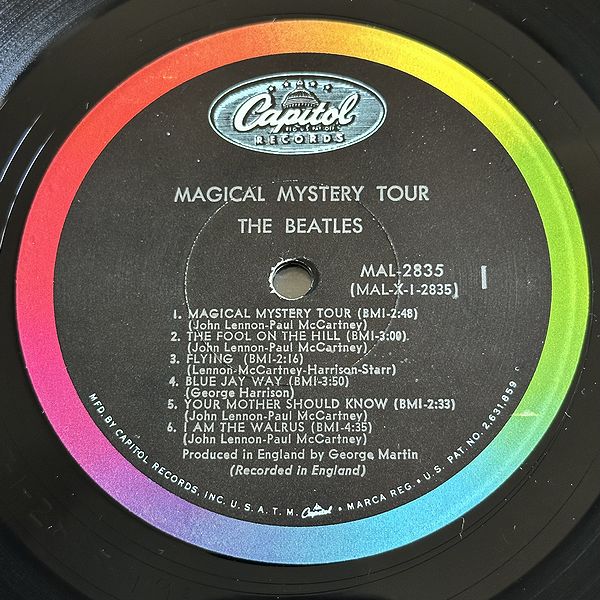 Capitol
REG. U.S. PAT. OFF.
RECORDS
MAGICAL MYSTERY TOUR
THE BEATLES
MAL-2835
(MAL-X-1-2835)
1
1. MAGICAL MYSTERY TOUR (BMI-2:48)
(John Lennon-Paul McCartney)
2. THE FOOL ON THE HILL (BMI-3:00)
(John Lennon-Paul McCartney)
3. FLYING (BMI-2:16)
(Lennon-McCartney-Harrison-Starr)
4. BLUE JAY WAY (BMI-3:50)
(George Harrison)
5. YOUR MOTHER SHOULD KNOW (BMI-2:33)
(John Lennon-Paul McCartney)
6. I AM THE WALRUS (BMI-4:35)
(John Lennon-Paul McCartney)
Produced in England by George Martin
(Recorded in England)
MFD. BY CAPITOL RECORDS, INC. U.S.A. T.M. Capitol • MARCA REG. • U.S. PAT. NO. 2,631,859